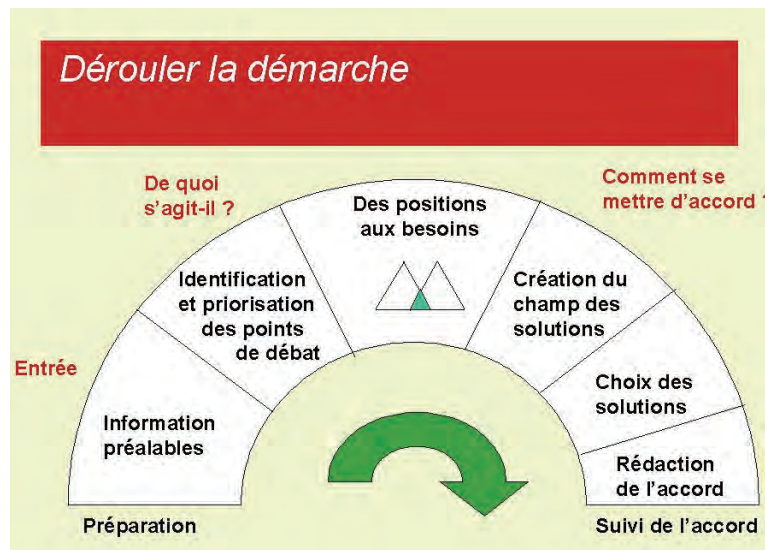 Dérouler la démarche
De quoi
s'agit-il ?
Comment se
mettre d'accord ?
Des positions
aux besoins
Identification
et priorisation
des points
de débat
Création du
champ des
solutions
Entrée
Information
préalables
Choix des
solutions
Rédaction
de l'accord
Préparation
Suivi de l'accord